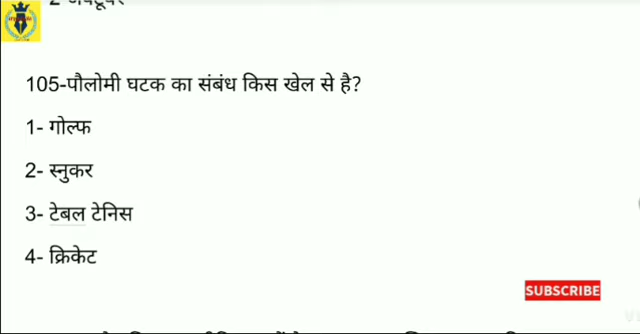 105-पौलोमी घटक का संबंध किस खेल से है?
1- गोल्फ
2- स्नुकर
3- टेबल टेनिस
4- क्रिकेट
SUBSCRIBE